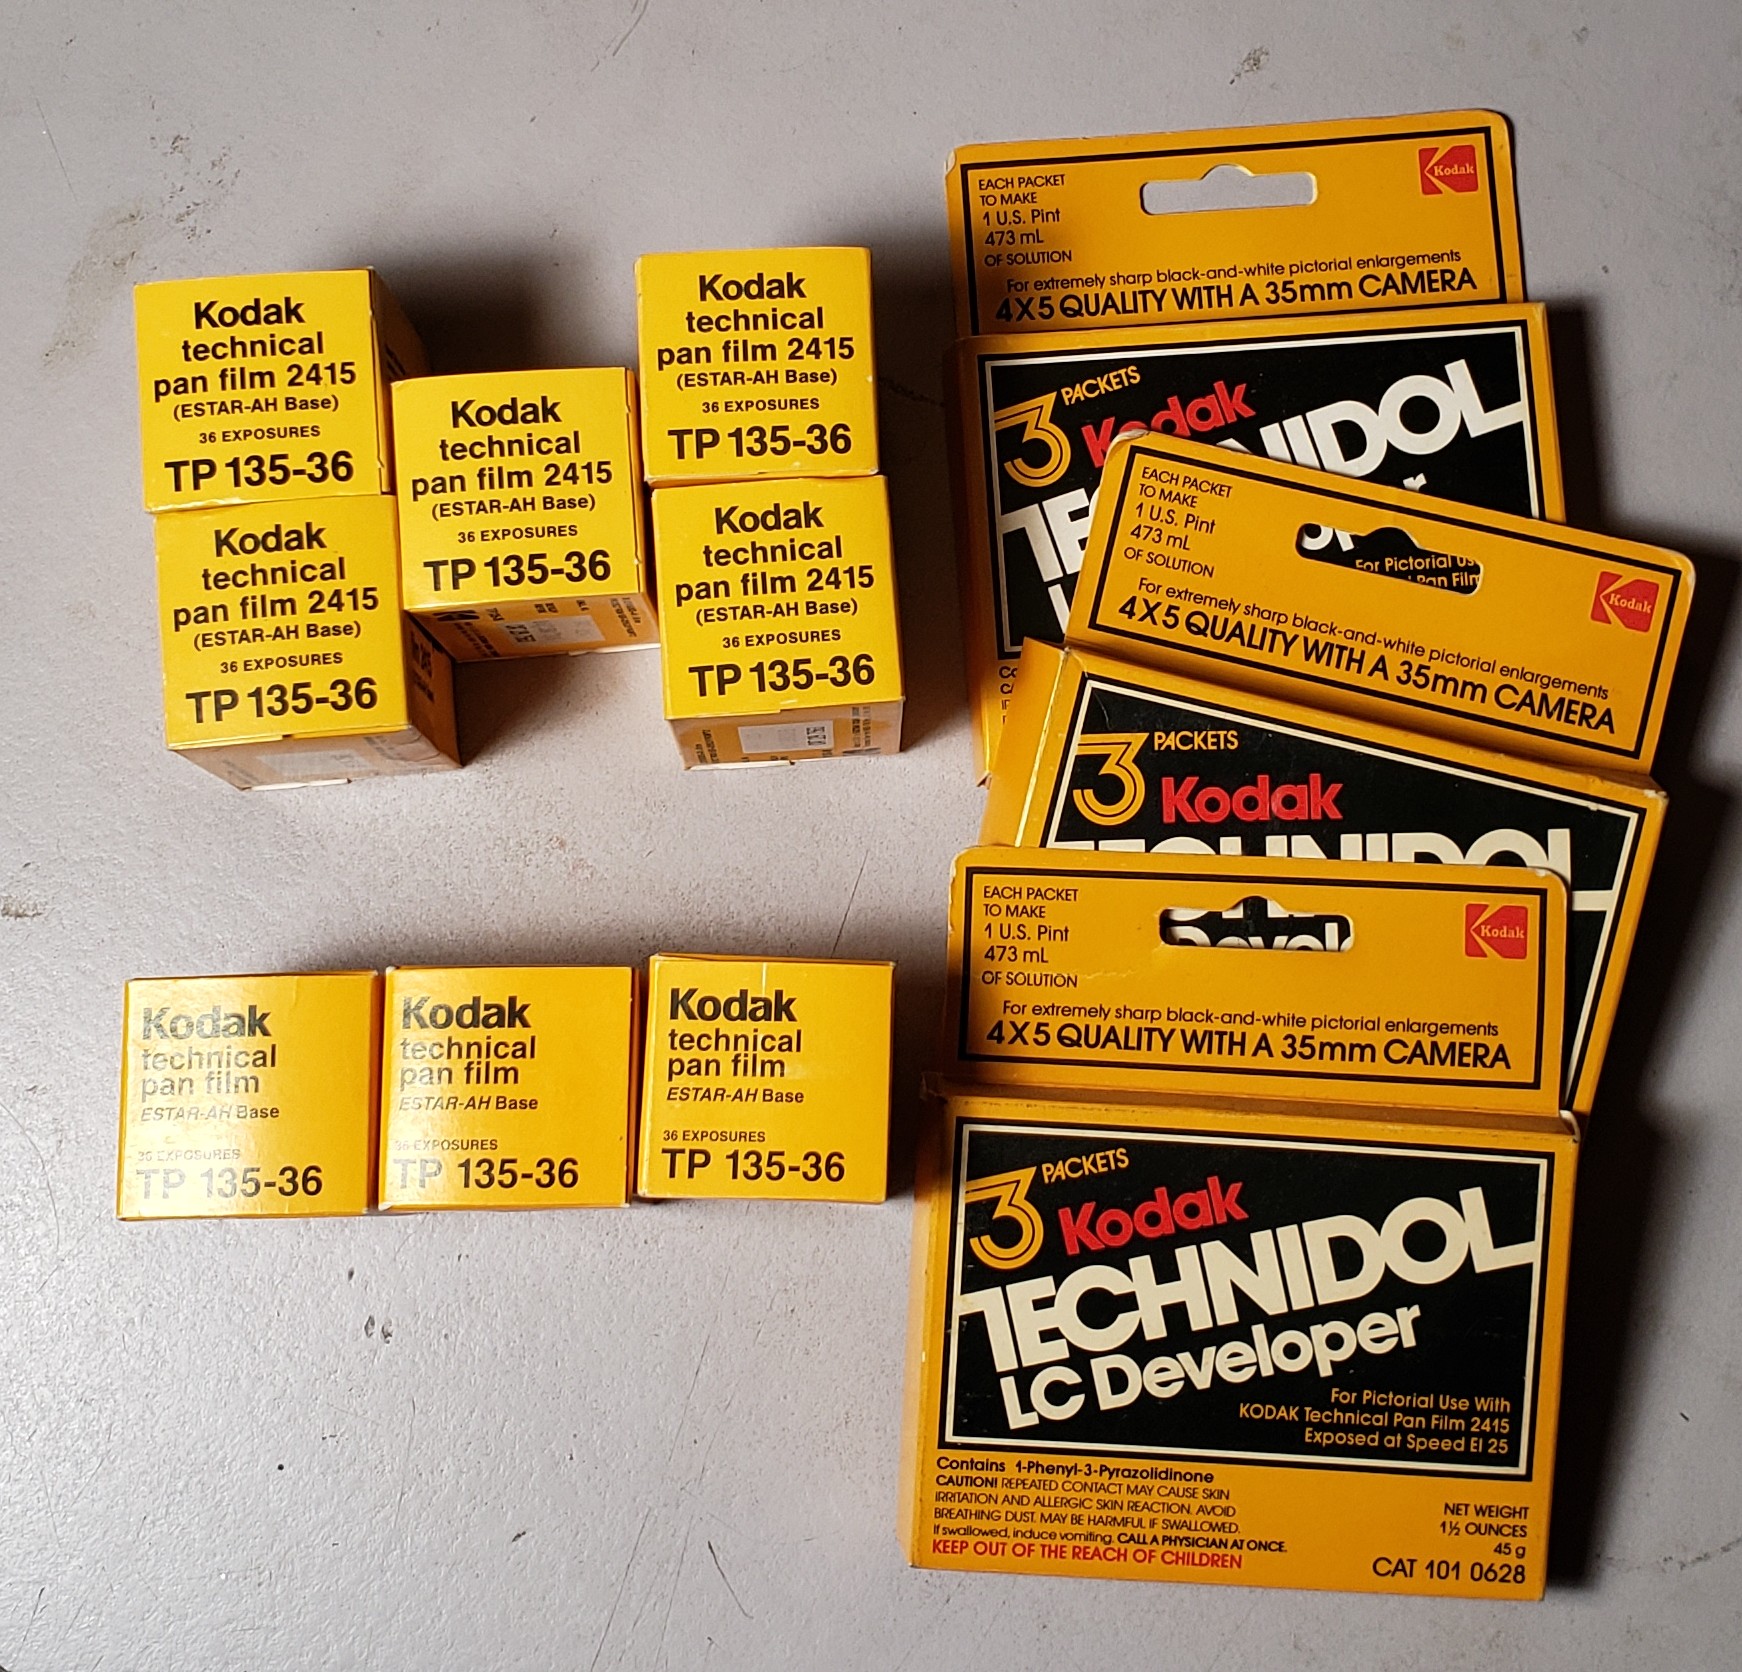 Kodak
technical
pan film 2415
(ESTAR-AH Base)
36 EXPOSURES
TP 135-36
Kodak
technical
pan film 2415
(ESTAR-AH Base)
36 EXPOSURES
TP 135-36
Kodak
technical
pan film 2415
(ESTAR-AH Base)
36 EXPOSURES
TP 135-36
Kodak
technical
pan film 2415
(ESTAR-AH Base)
36 EXPOSURES
TP 135-36
Kodak
technical
pan film 2415
(ESTAR-AH Base)
36 EXPOSURES
TP 135-36
Kodak
technical
pan film
ESTAR-AH Base
36 EXPOSURES
TP 135-36
Kodak
technical
pan film
ESTAR-AH Base
36 EXPOSURES
TP 135-36
Kodak
technical
pan film
ESTAR-AH Base
36 EXPOSURES
TP 135-36
EACH PACKET
TO MAKE
1 U.S. Pint
473 mL
OF SOLUTION
Kodak
For extremely sharp black-and-white pictorial enlargements
4X5 QUALITY WITH A 35mm CAMERA
3 PACKETS
Kodak
TECHNIDOL
For Pictorial Us
Pan Film
EACH PACKET
TO MAKE
1 U.S. Pint
473 mL
OF SOLUTION
Kodak
For extremely sharp black-and-white pictorial enlargements
4X5 QUALITY WITH A 35mm CAMERA
3 PACKETS
Kodak
TECHNIDOL
EACH PACKET
TO MAKE
1 U.S. Pint
473 mL
OF SOLUTION
Kodak
For extremely sharp black-and-white pictorial enlargements
4X5 QUALITY WITH A 35mm CAMERA
3 PACKETS
Kodak
TECHNIDOL
LC Developer
For Pictorial Use With
KODAK Technical Pan Film 2415
Exposed at Speed EI 25
Contains 1-Phenyl-3-Pyrazolidinone
CAUTION! REPEATED CONTACT MAY CAUSE SKIN
IRRITATION AND ALLERGIC SKIN REACTION. AVOID
BREATHING DUST. MAY BE HARMFUL IF SWALLOWED.
If swallowed, induce vomiting. CALL A PHYSICIAN AT ONCE.
KEEP OUT OF THE REACH OF CHILDREN
NET WEIGHT
1½ OUNCES
45 g
CAT 101 0628